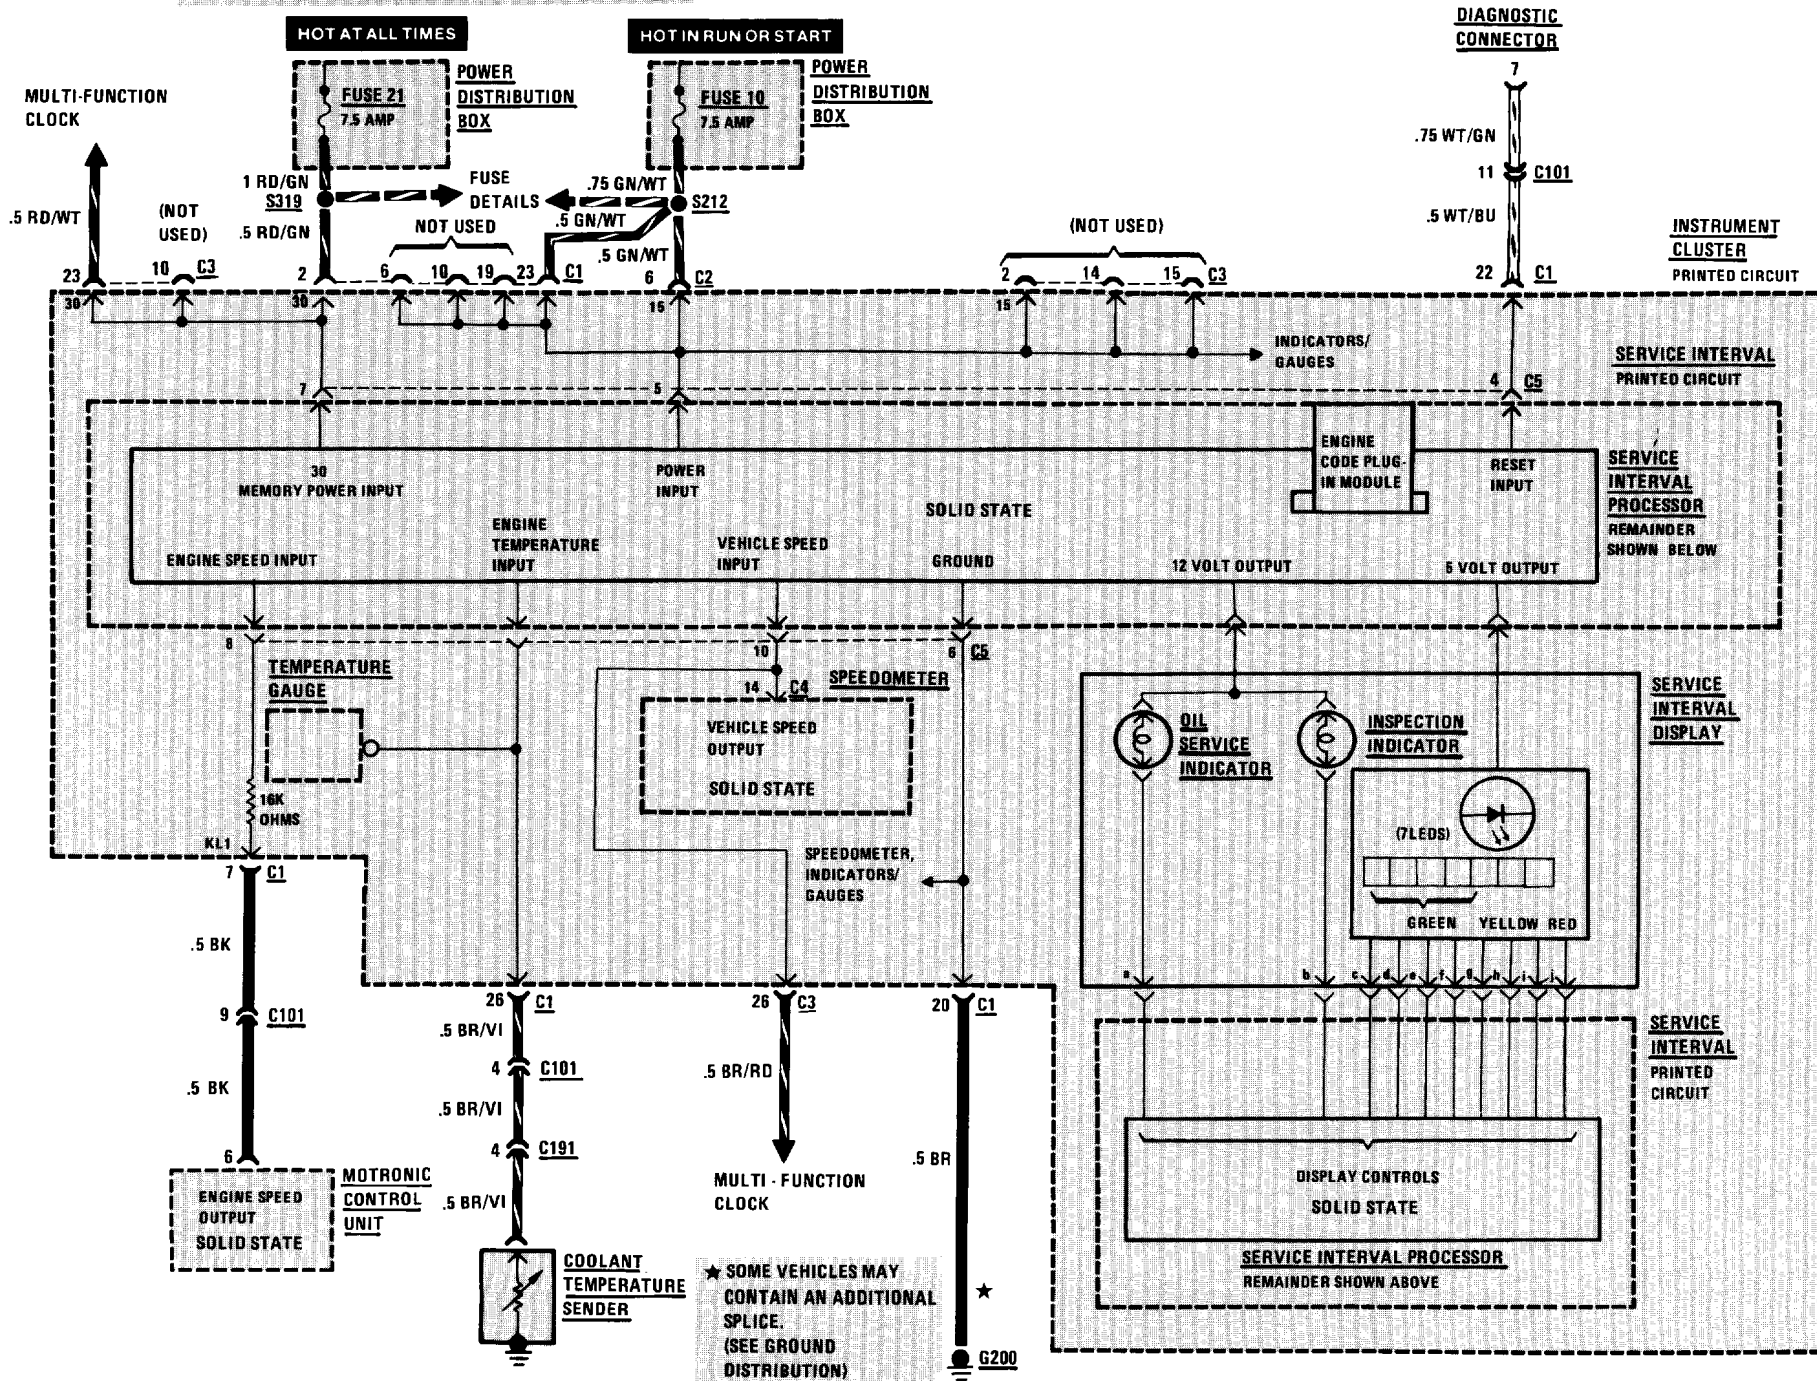 HOT AT ALL TIMES
HOT IN RUN OR START
DIAGNOSTIC
CONNECTOR
7
MULTI-FUNCTION
CLOCK
FUSE 21
7.5 AMP
POWER
DISTRIBUTION
BOX
FUSE 10
7.5 AMP
POWER
DISTRIBUTION
BOX
.75 WT/GN
11 C101
1 RD/GN
S319
FUSE
DETAILS
.75 GN/WT
S212
.5 RD/WT
(NOT
USED)
.5 RD/GN
NOT USED
.5 GN/WT
.5 GN/WT
(NOT USED)
.5 WT/BU
INSTRUMENT
CLUSTER
PRINTED CIRCUIT
23 10 C3 2 6 10 19 23 C1 6 C2 2 14 15 C3 22 C1
30 30 15 15
INDICATORS/
GAUGES
SERVICE INTERVAL
PRINTED CIRCUIT
7 5 4 C5
30
MEMORY POWER INPUT
POWER
INPUT
ENGINE
CODE PLUG-
IN MODULE
RESET
INPUT
SOLID STATE
SERVICE
INTERVAL
PROCESSOR
REMAINDER
SHOWN BELOW
ENGINE SPEED INPUT
ENGINE
TEMPERATURE
INPUT
VEHICLE SPEED
INPUT
GROUND
12 VOLT OUTPUT
5 VOLT OUTPUT
8 10 6 C5
TEMPERATURE
GAUGE
SPEEDOMETER
14 C4
VEHICLE SPEED
OUTPUT
SOLID STATE
OIL
SERVICE
INDICATOR
INSPECTION
INDICATOR
SERVICE
INTERVAL
DISPLAY
16K
OHMS
KL1
7 C1
(7LEDS)
GREEN YELLOW RED
SPEEDOMETER,
INDICATORS/
GAUGES
a b c d e f g h i j
.5 BK
9 C101
.5 BK
6
26 C1
.5 BR/VI
4 C101
.5 BR/VI
4 C191
.5 BR/VI
26 C3
.5 BR/RD
MULTI - FUNCTION
CLOCK
20 C1
.5 BR
SERVICE
INTERVAL
PRINTED
CIRCUIT
DISPLAY CONTROLS
SOLID STATE
SERVICE INTERVAL PROCESSOR
REMAINDER SHOWN ABOVE
ENGINE SPEED
OUTPUT
SOLID STATE
MOTRONIC
CONTROL
UNIT
COOLANT
TEMPERATURE
SENDER
★ SOME VEHICLES MAY
CONTAIN AN ADDITIONAL
SPLICE.
(SEE GROUND
DISTRIBUTION)
★
G200